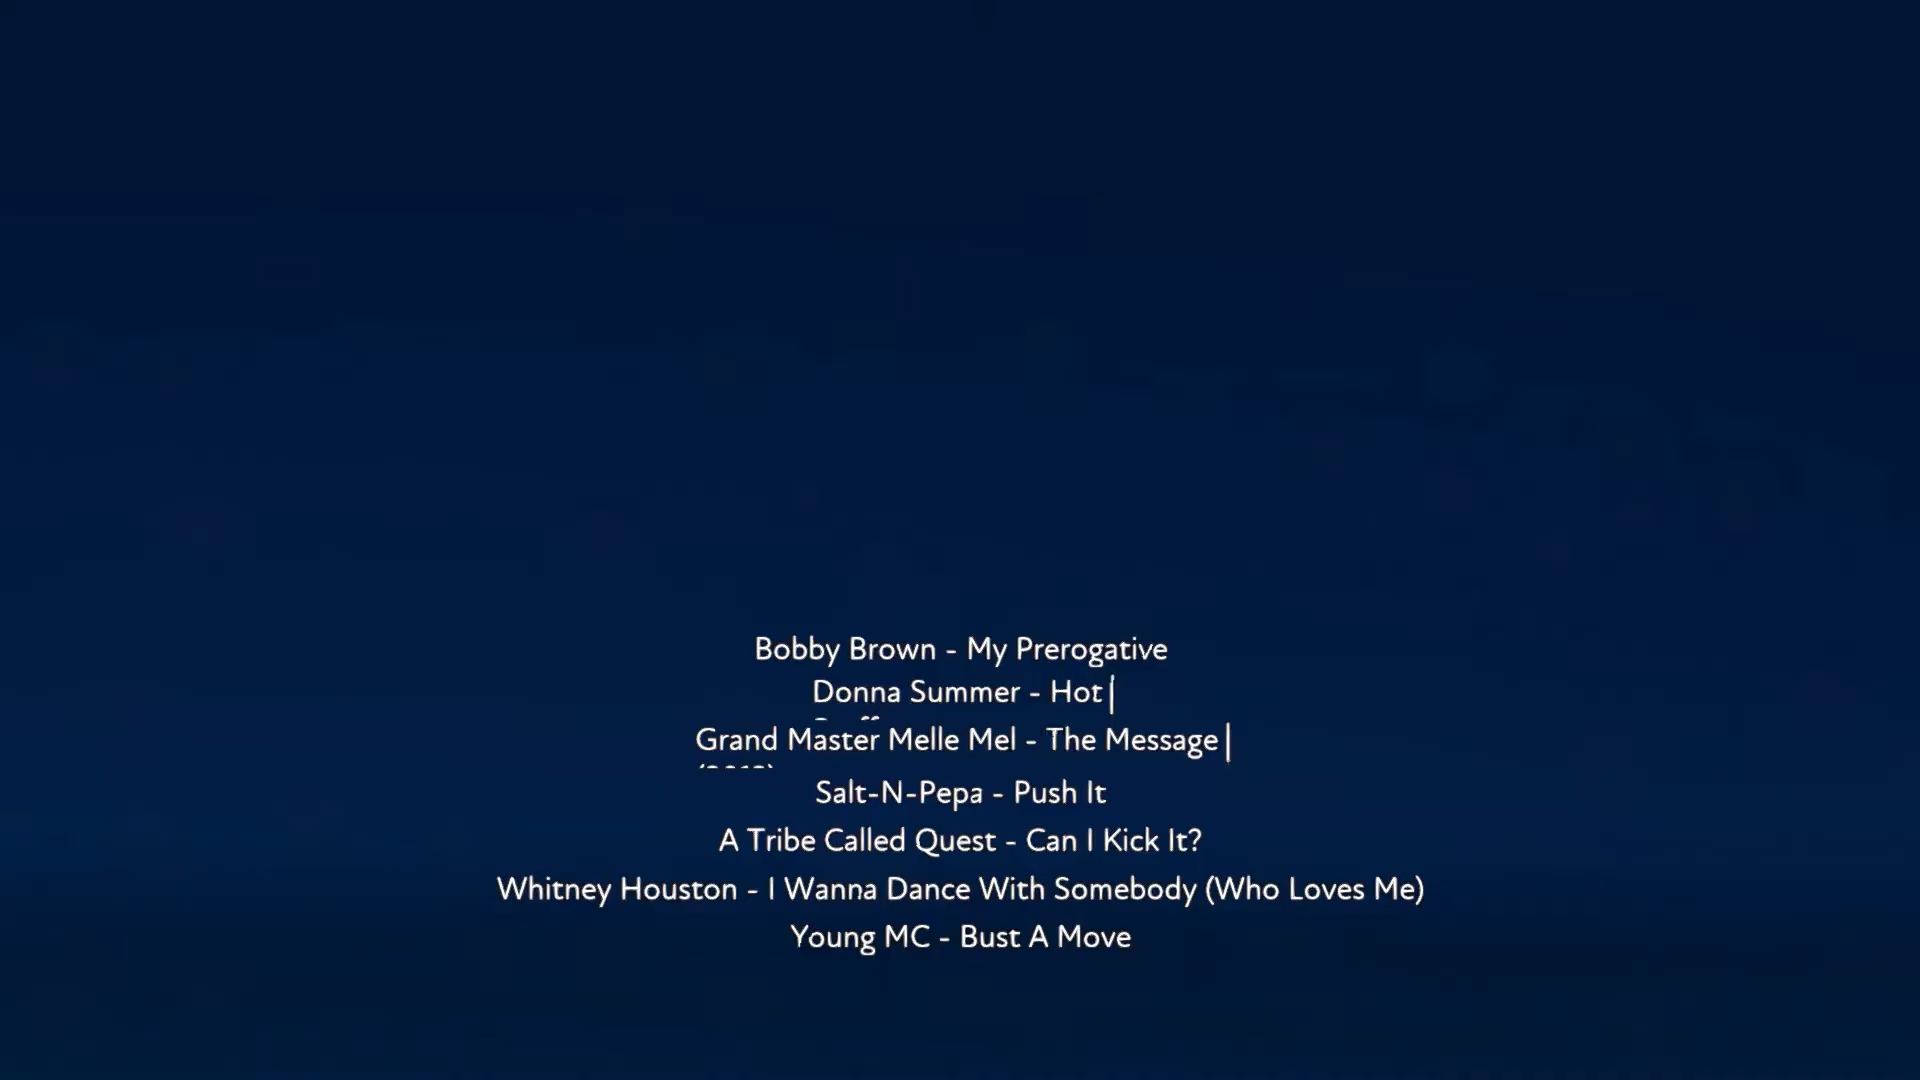 Bobby Brown - My Prerogative
Donna Summer - Hot
Grand Master Melle Mel - The Message
Salt-N-Pepa - Push It
A Tribe Called Quest - Can I Kick It?
Whitney Houston - I Wanna Dance With Somebody (Who Loves Me)
Young MC - Bust A Move